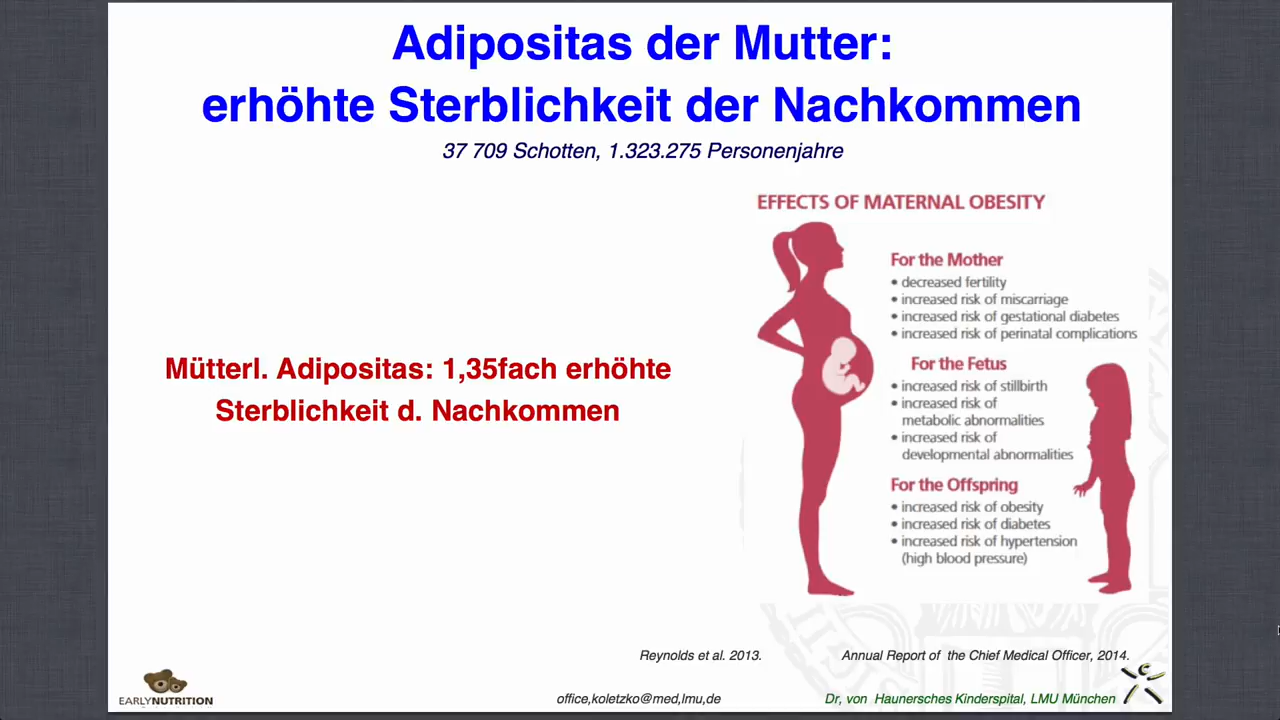 Adipositas der Mutter:
erhöhte Sterblichkeit der Nachkommen
37 709 Schotten, 1.323.275 Personenjahre
Mütterl. Adipositas: 1,35fach erhöhte
Sterblichkeit d. Nachkommen
EFFECTS OF MATERNAL OBESITY
For the Mother
• decreased fertility
• increased risk of miscarriage
• increased risk of gestational diabetes
• increased risk of perinatal complications
For the Fetus
• increased risk of stillbirth
• increased risk of
metabolic abnormalities
• increased risk of
developmental abnormalities
For the Offspring
• increased risk of obesity
• increased risk of diabetes
• increased risk of hypertension
(high blood pressure)
Reynolds et al. 2013.
Annual Report of the Chief Medical Officer, 2014.
EARLYNUTRITION
office,koletzko@med,lmu,de
Dr, von Haunersches Kinderspital, LMU München